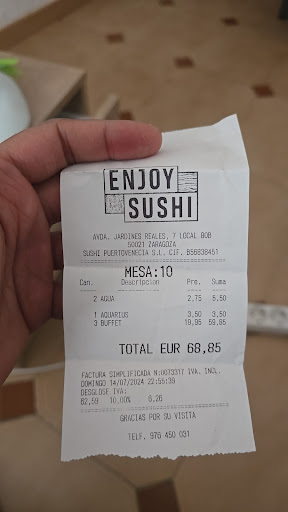 ENJOY
SUSHI
AVDA. JARDINES REALES, 7 LOCAL B08
50021 ZARAGOZA
SUSHI PUERTOVENECIA S.L, CIF. B56838451
MESA:10
Can. Descripcion Pre. Suma
2 AGUA 2,75 5,50
1 AQUARIUS 3,50 3,50
3 BUFFET 19,95 59,85
TOTAL EUR 68,85
FACTURA SIMPLIFICADA N:0073317 IVA. INCL.
DOMINGO 14/07/2024 22:55:39
DESGLOSE IVA:
62,59 10,00% 6,26
GRACIAS POR SU VISITA
TELF. 976 450 031